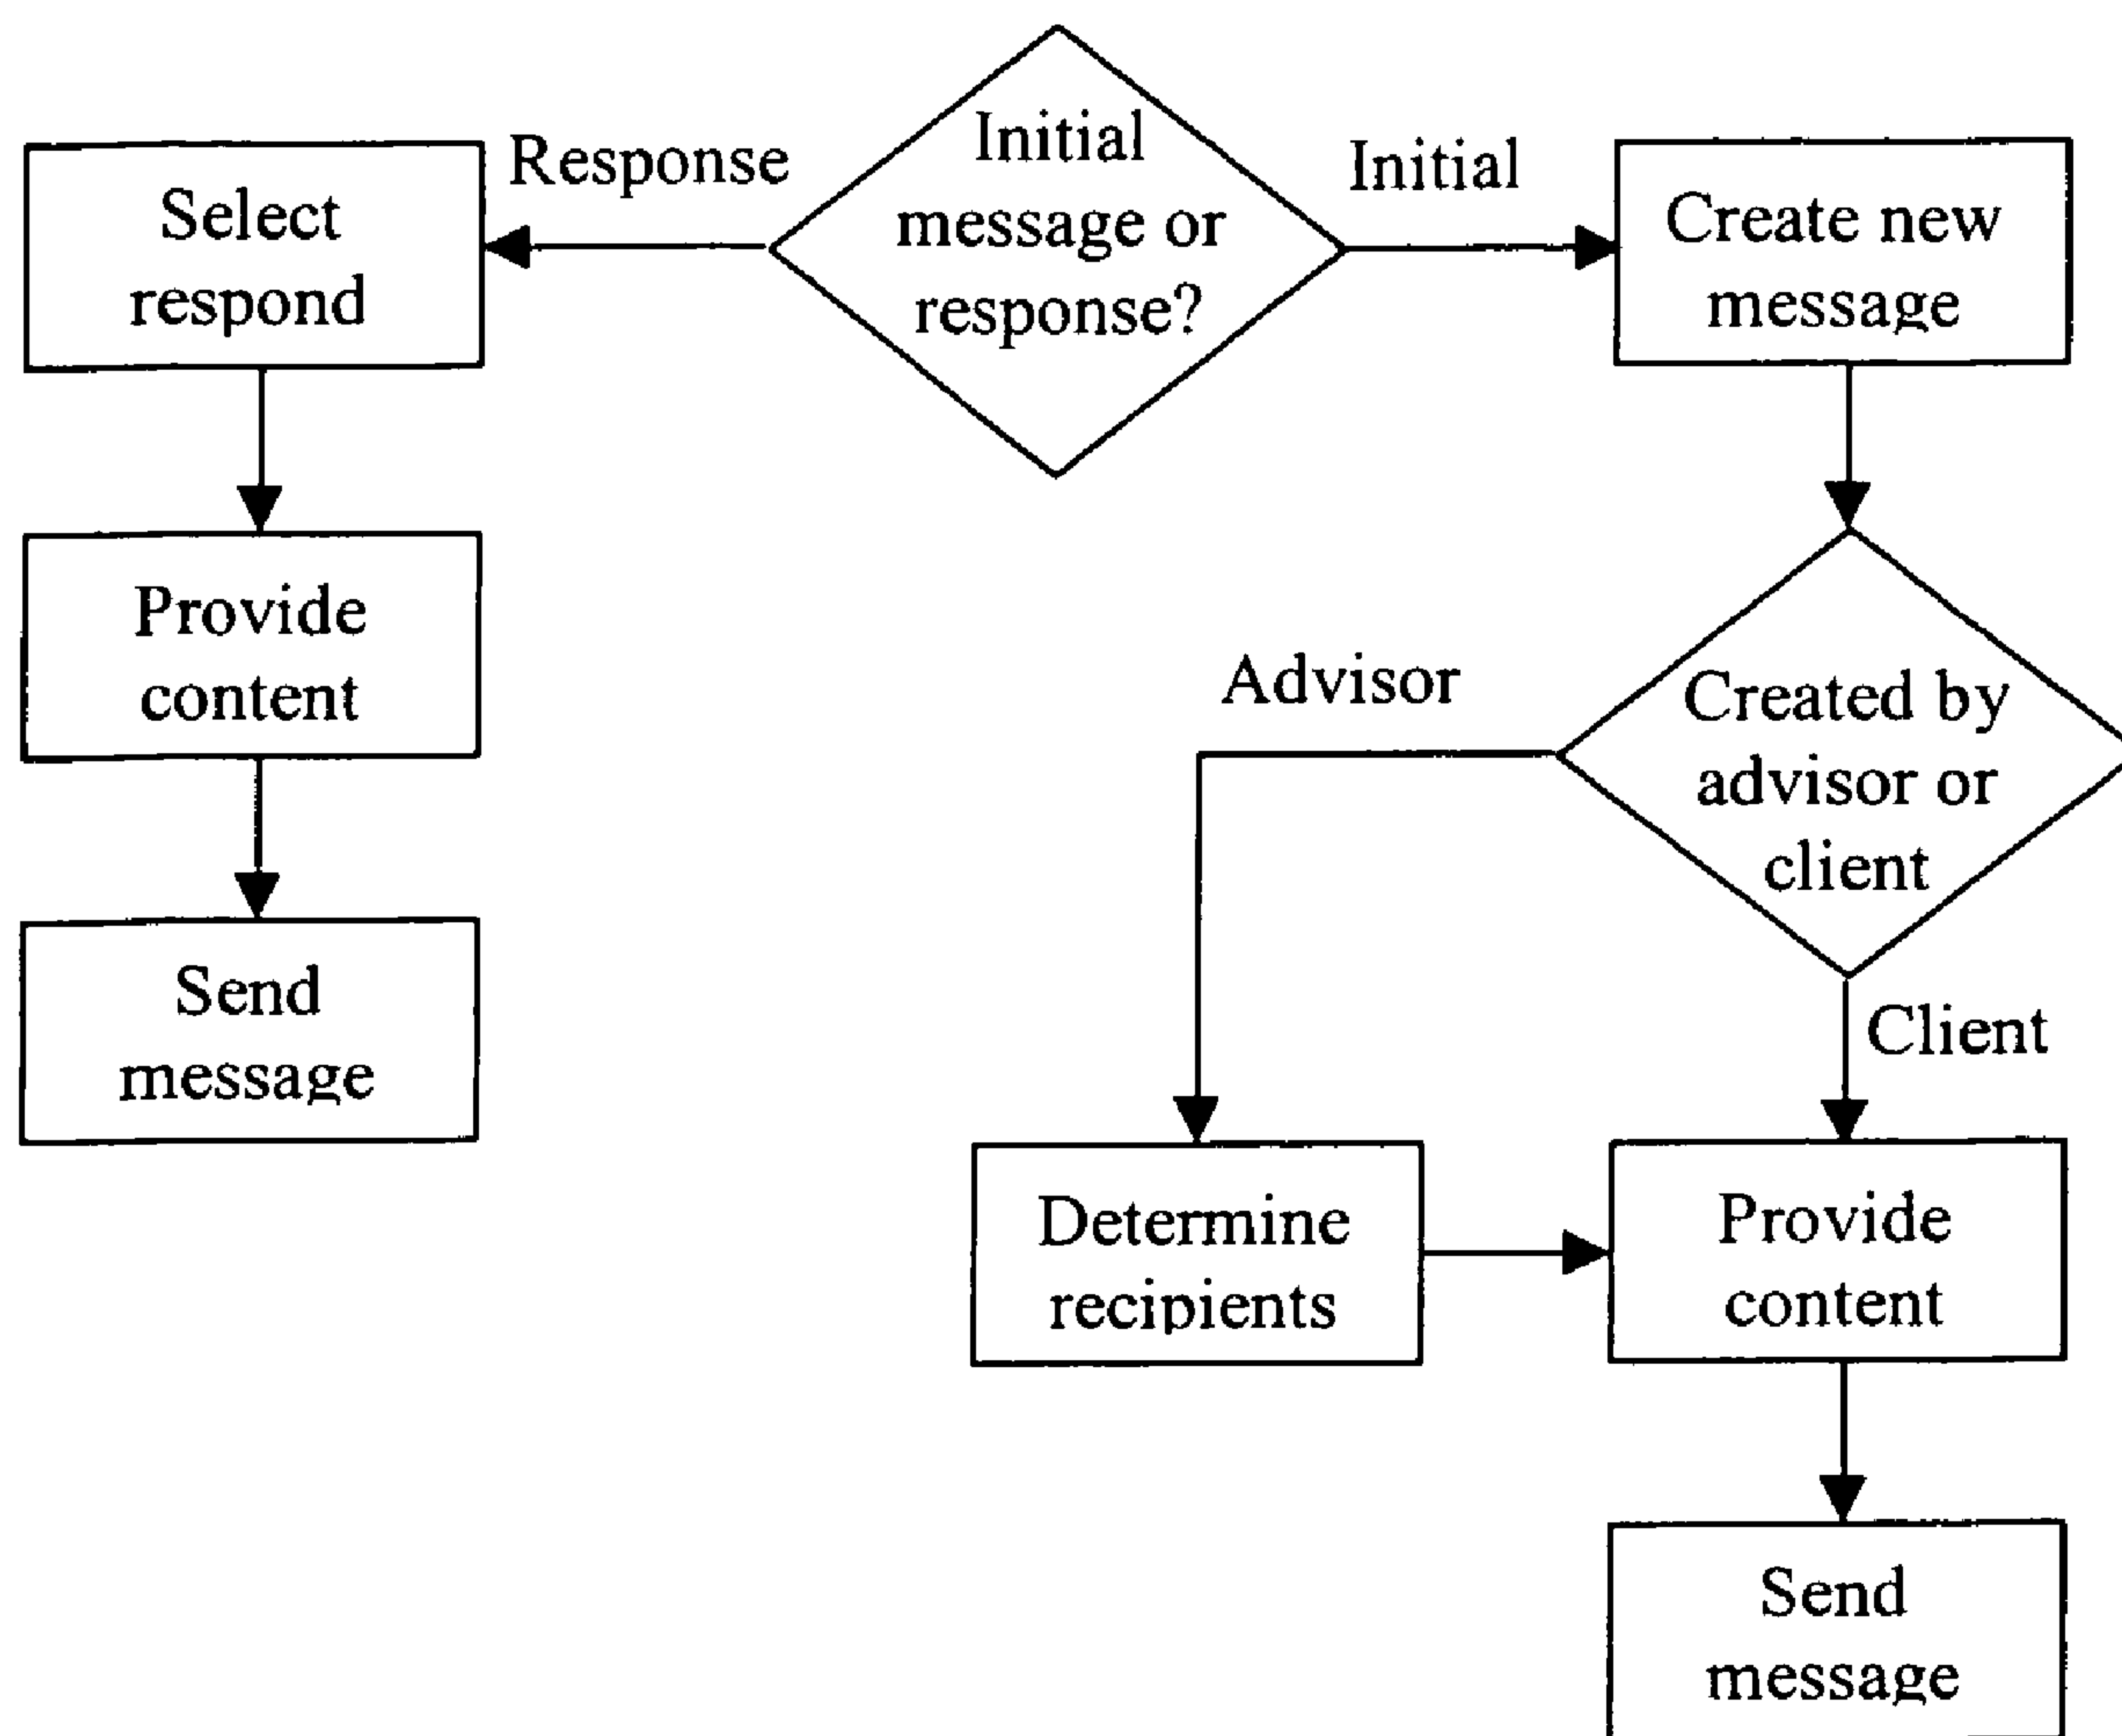 Initial
message or
response?
Response
Initial
Select
respond
Create new
message
Provide
content
Send
message
Created by
advisor or
client
Advisor
Client
Determine
recipients
Provide
content
Send
message